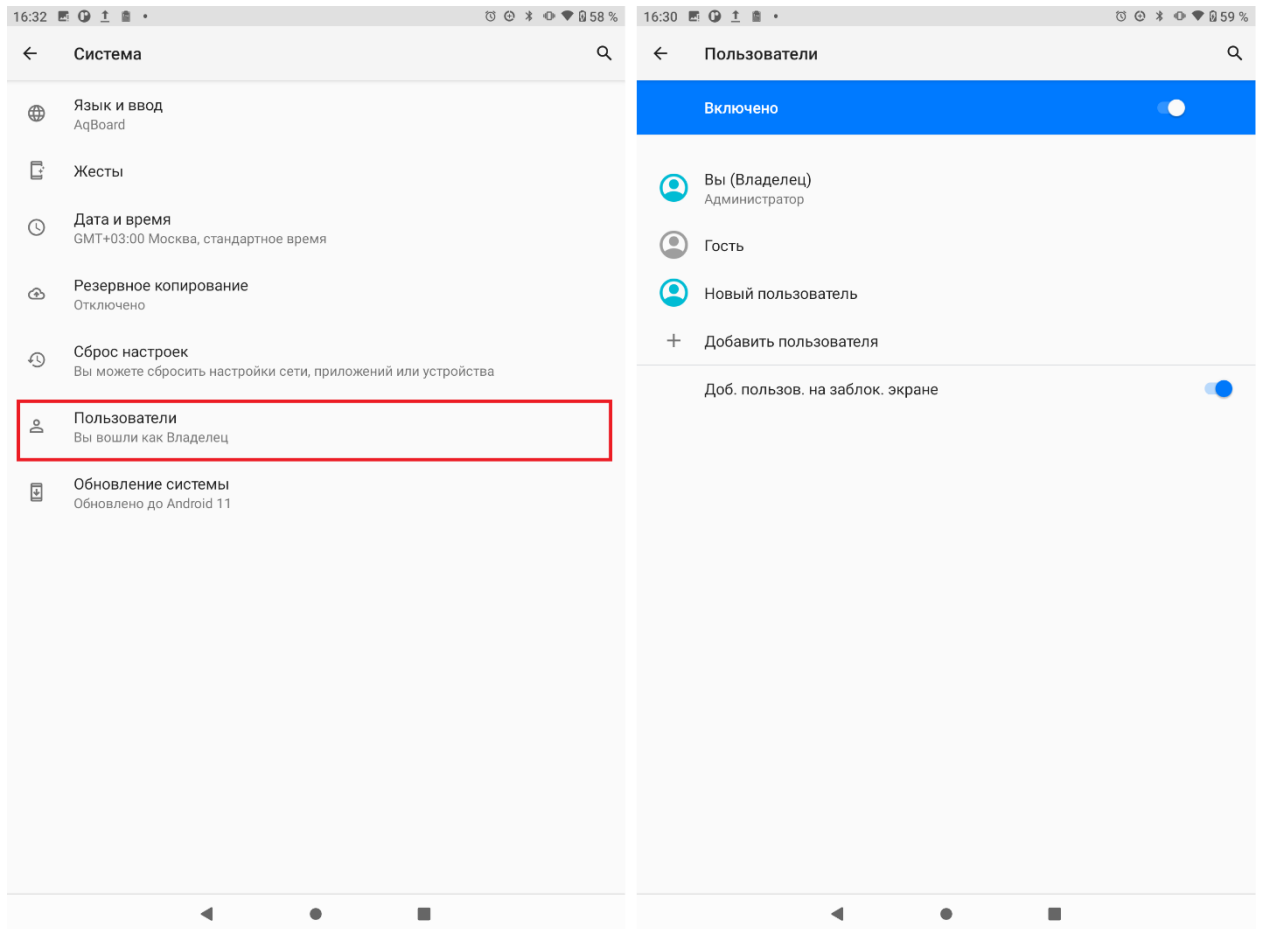 16:32
58 %
Система
Язык и ввод
AqBoard
Жесты
Дата и время
GMT+03:00 Москва, стандартное время
Резервное копирование
Отключено
Сброс настроек
Вы можете сбросить настройки сети, приложений или устройства
Пользователи
Вы вошли как Владелец
Обновление системы
Обновлено до Android 11
16:30
59 %
Пользователи
Включено
Вы (Владелец)
Администратор
Гость
Новый пользователь
Добавить пользователя
Доб. пользов. на заблок. экране